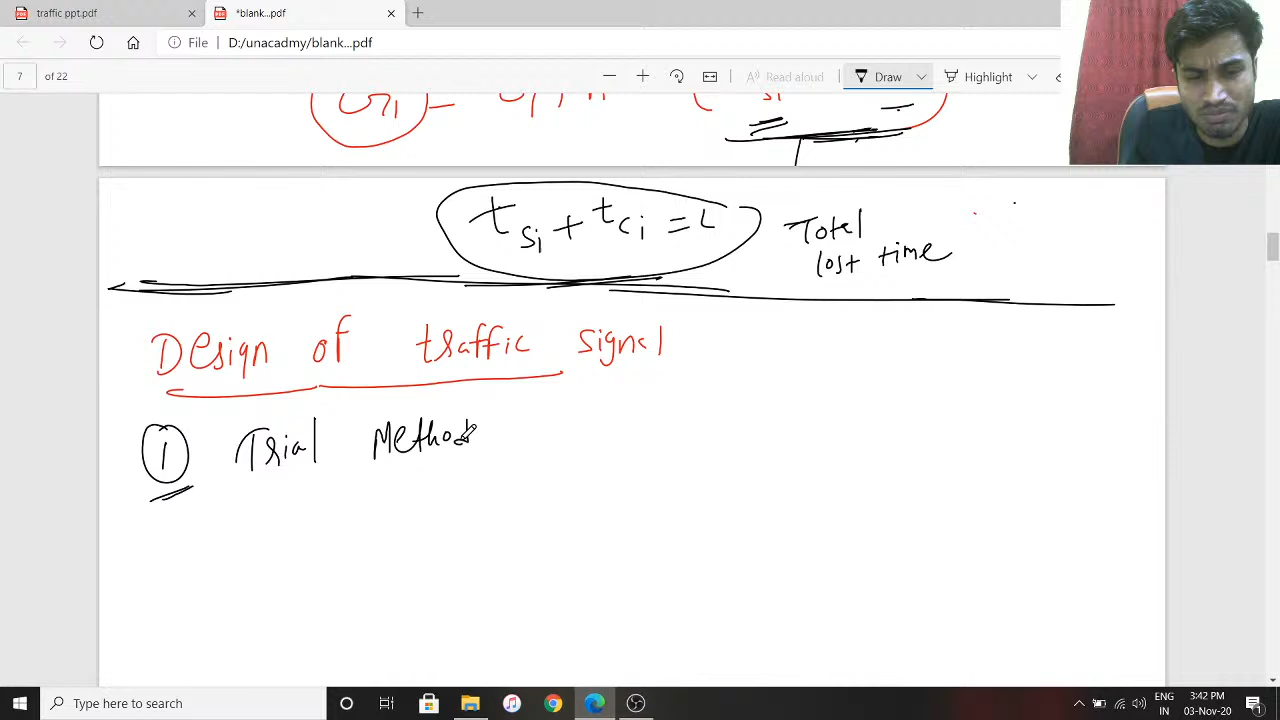 traffic ppt.pdf
*blank...pdf
File D:/unacadmy/blank...pdf
7 of 22
Read aloud
Draw
Highlight
t_si + t_ci = L
Total
lost time
Design of traffic signal
1 Trial Method
Type here to search
ENG
IN
3:42 PM
03-Nov-20